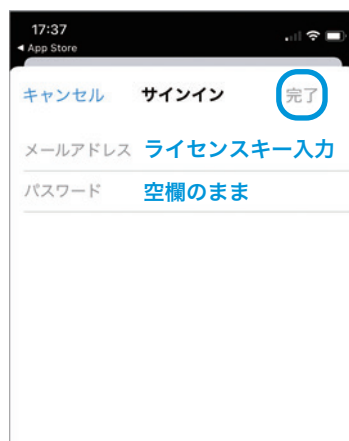 17:37
◀ App Store
キャンセル サインイン 完了
メールアドレス ライセンスキー入力
パスワード 空欄のまま